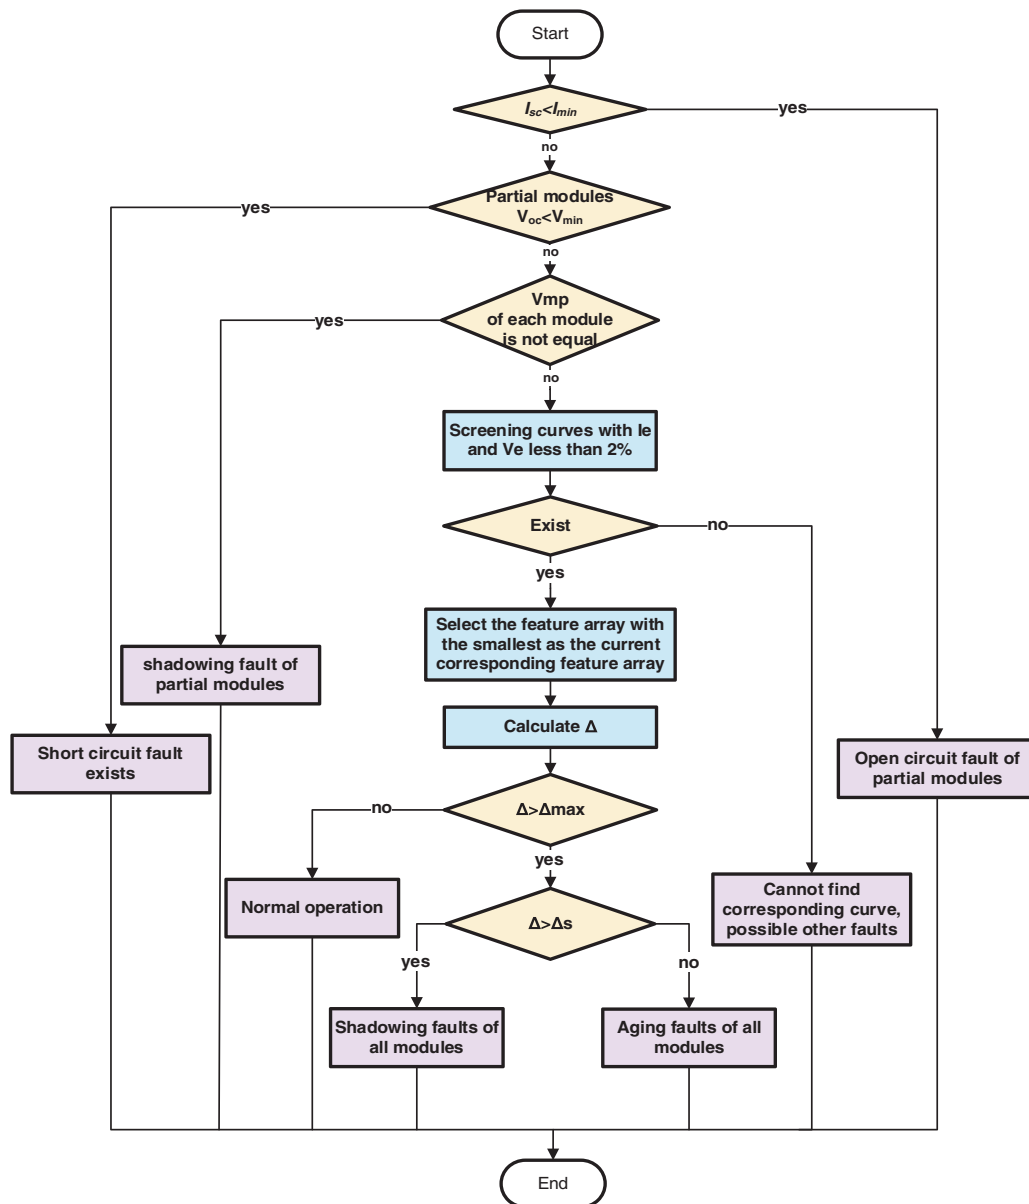 Start
Isc<Imin
yes
no
Partial modules
Voc<Vmin
yes
no
Vmp
of each module
is not equal
yes
no
Screening curves with Ie
and Ve less than 2%
Exist
no
yes
Select the feature array with
the smallest as the current
corresponding feature array
shadowing fault of
partial modules
Calculate Δ
Short circuit fault
exists
Open circuit fault of
partial modules
Δ>Δmax
no
yes
Normal operation
Cannot find
corresponding curve,
possible other faults
Δ>Δs
yes
no
Shadowing faults of
all modules
Aging faults of all
modules
End